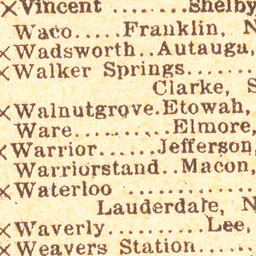 ×Vincent ........Shelby
Waco.....Franklin, N
×Wadsworth..Autauga,
×Walker Springs.......
Clarke, S
×Walnutgrove.Etowah,
Ware...........Elmore,
×Warrior......Jefferson,
Warriorstand..Macon,
×Waterloo ............
Lauderdale, N
×Waverly..........Lee,
×Weavers Station......